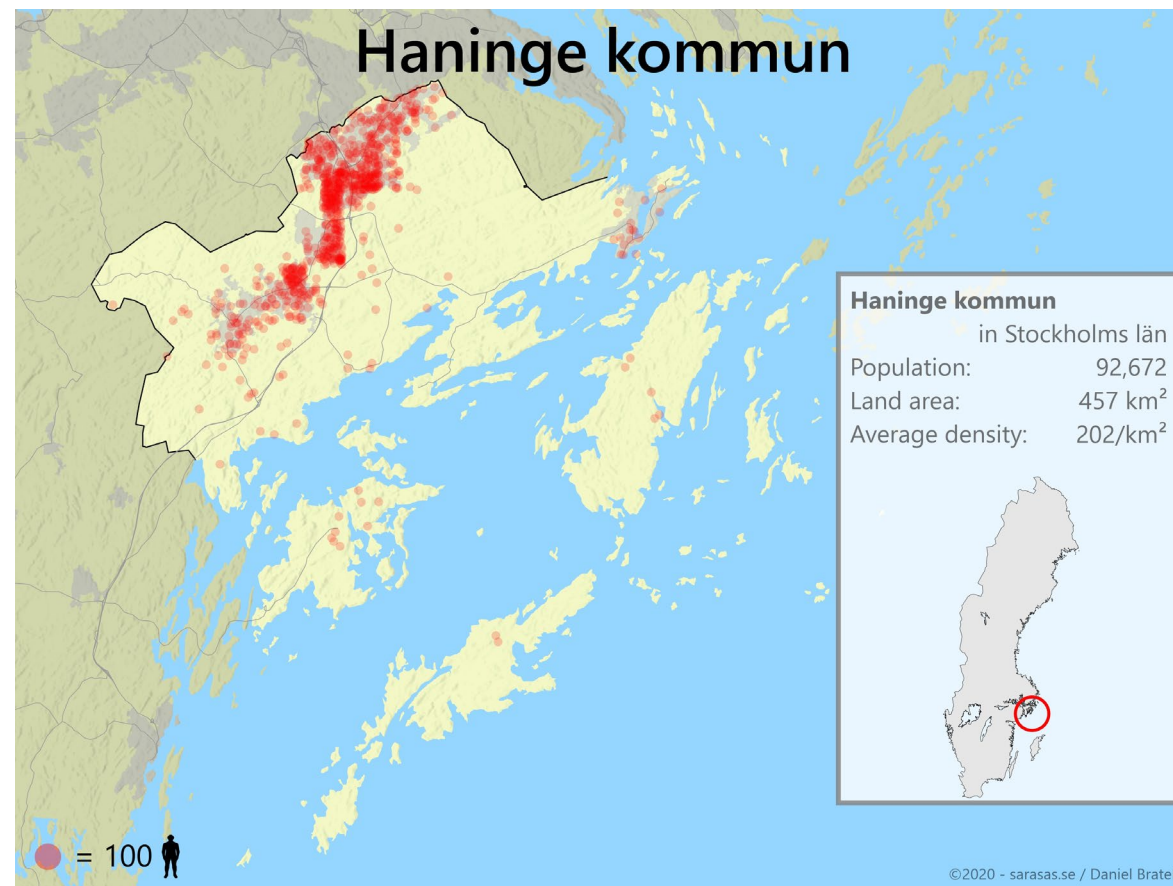 Haninge kommun
Haninge kommun
in Stockholms län
Population: 92,672
Land area: 457 km²
Average density: 202/km²
= 100
©2020 - sarasas.se / Daniel Brate